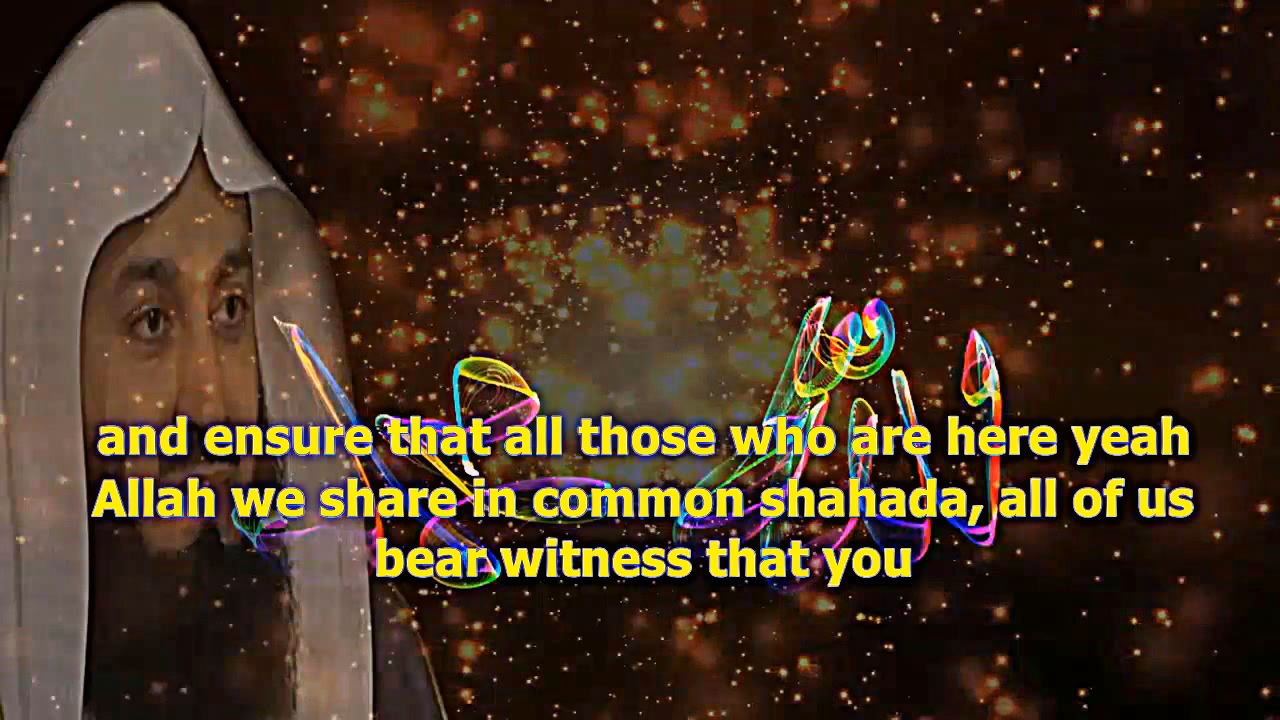 and ensure that all those who are here yeah
Allah we share in common shahada, all of us
bear witness that you